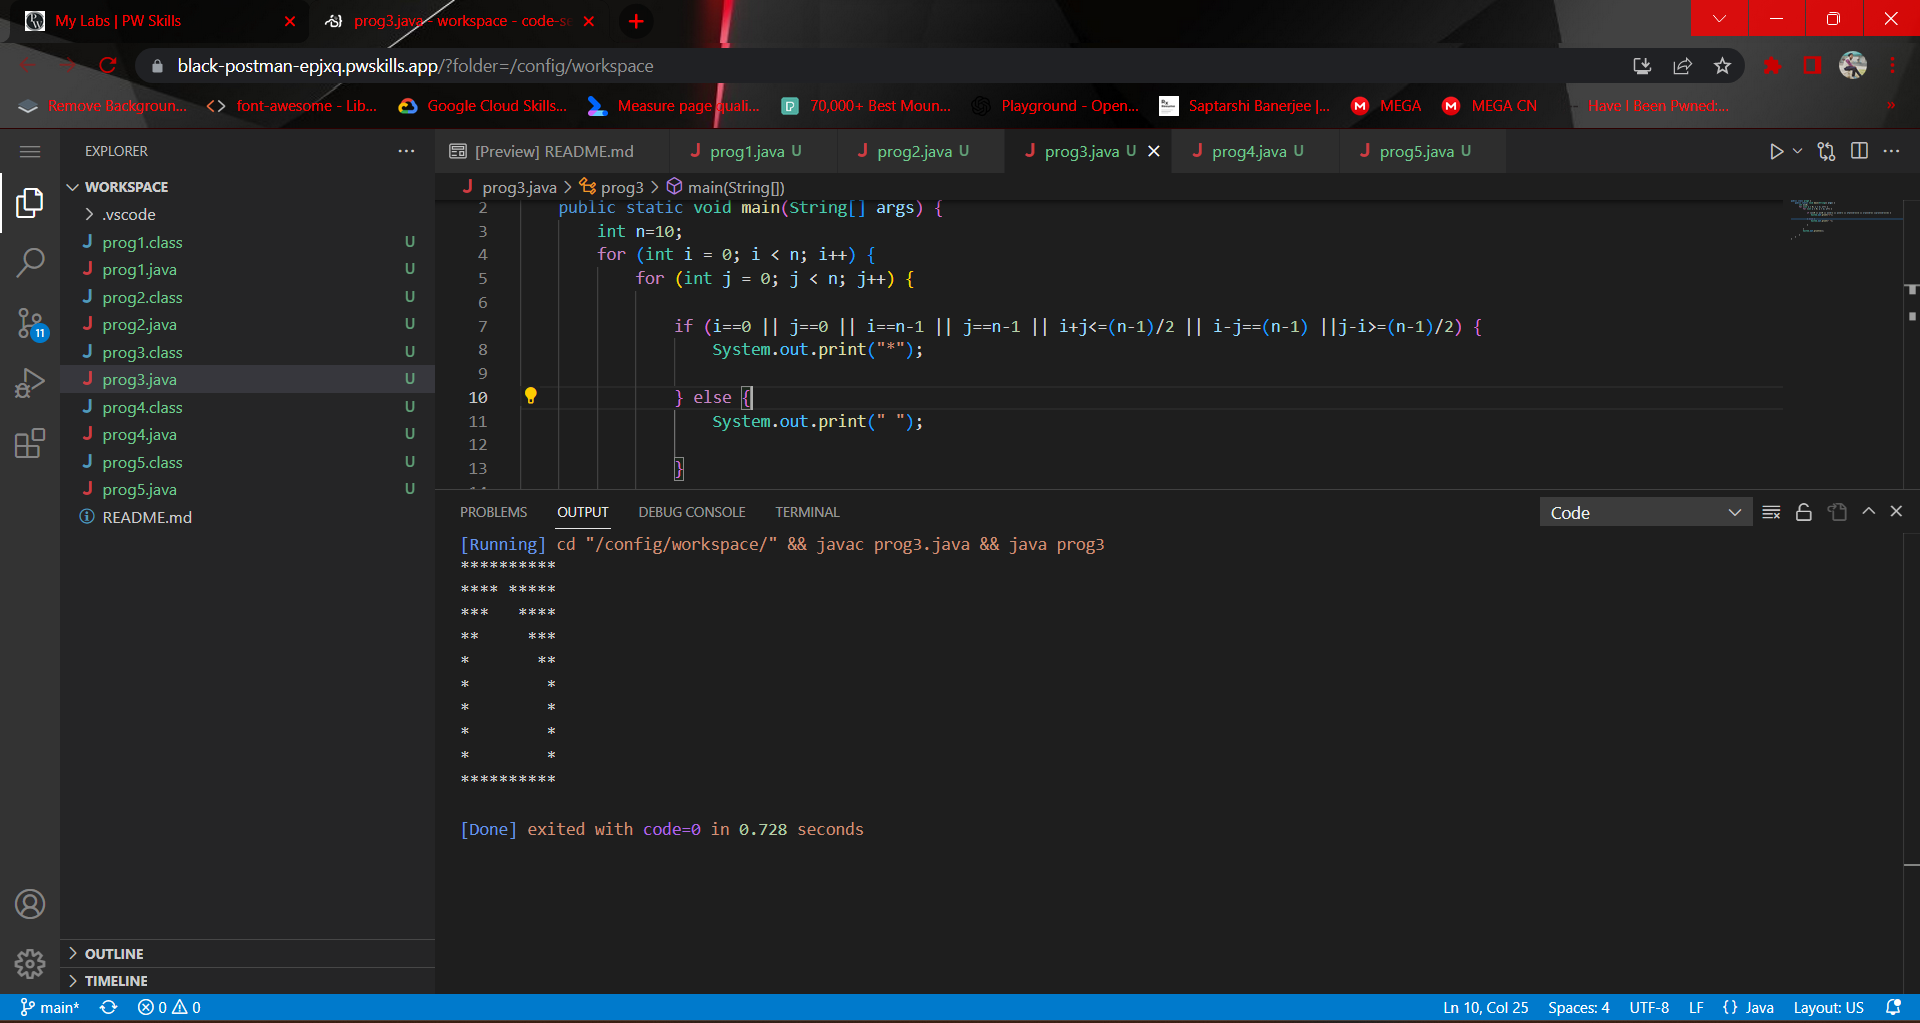 My Labs | PW Skills
prog3.java - workspace - code-se
black-postman-epjxq.pwskills.app/?folder=/config/workspace
Remove Backgroun... font-awesome - Lib... Google Cloud Skills... Measure page quali... 70,000+ Best Moun... Playground - Open... Saptarshi Banerjee |... MEGA MEGA CN Have I Been Pwned:... »
EXPLORER
WORKSPACE
.vscode
prog1.class U
prog1.java U
prog2.class U
prog2.java U
prog3.class U
prog3.java U
prog4.class U
prog4.java U
prog5.class U
prog5.java U
README.md
11
OUTLINE
TIMELINE
[Preview] README.md prog1.java U prog2.java U prog3.java U prog4.java U prog5.java U
prog3.java > prog3 > main(String[])
2 public static void main(String[] args) {
3 int n=10;
4 for (int i = 0; i < n; i++) {
5 for (int j = 0; j < n; j++) {
6
7 if (i==0 || j==0 || i==n-1 || j==n-1 || i+j<=(n-1)/2 || i-j==(n-1) ||j-i>=(n-1)/2) {
8 System.out.print("*");
9
10 } else {
11 System.out.print(" ");
12
13 }
PROBLEMS OUTPUT DEBUG CONSOLE TERMINAL
Code
[Running] cd "/config/workspace/" && javac prog3.java && java prog3
**********
**** *****
***   ****
**     ***
*       **
*        *
*        *
*        *
*        *
**********
[Done] exited with code=0 in 0.728 seconds
main* 0 0 Ln 10, Col 25 Spaces: 4 UTF-8 LF {} Java Layout: US